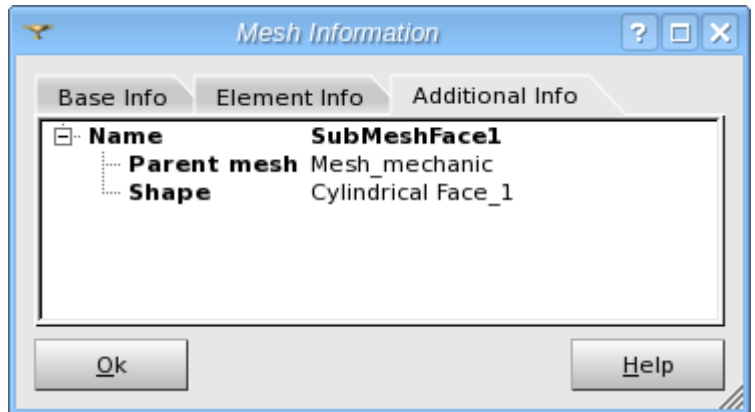 Mesh Information ?
Base Info Element Info Additional Info
Name SubMeshFace1
Parent mesh Mesh_mechanic
Shape Cylindrical Face_1
Ok Help